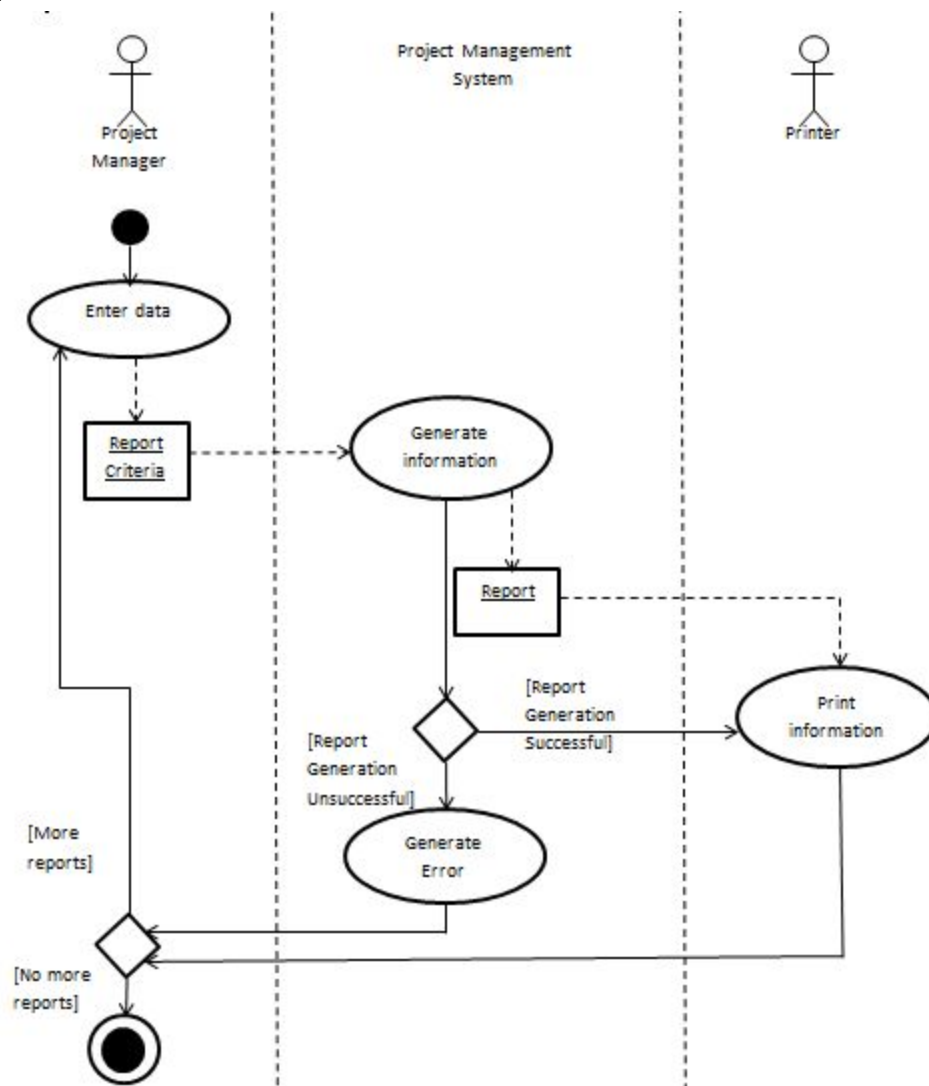 Project Management
System
Project
Manager
Printer
Enter data
Report
Criteria
Generate
information
Report
[Report
Generation
Successful]
Print
information
[Report
Generation
Unsuccessful]
Generate
Error
[More
reports]
[No more
reports]